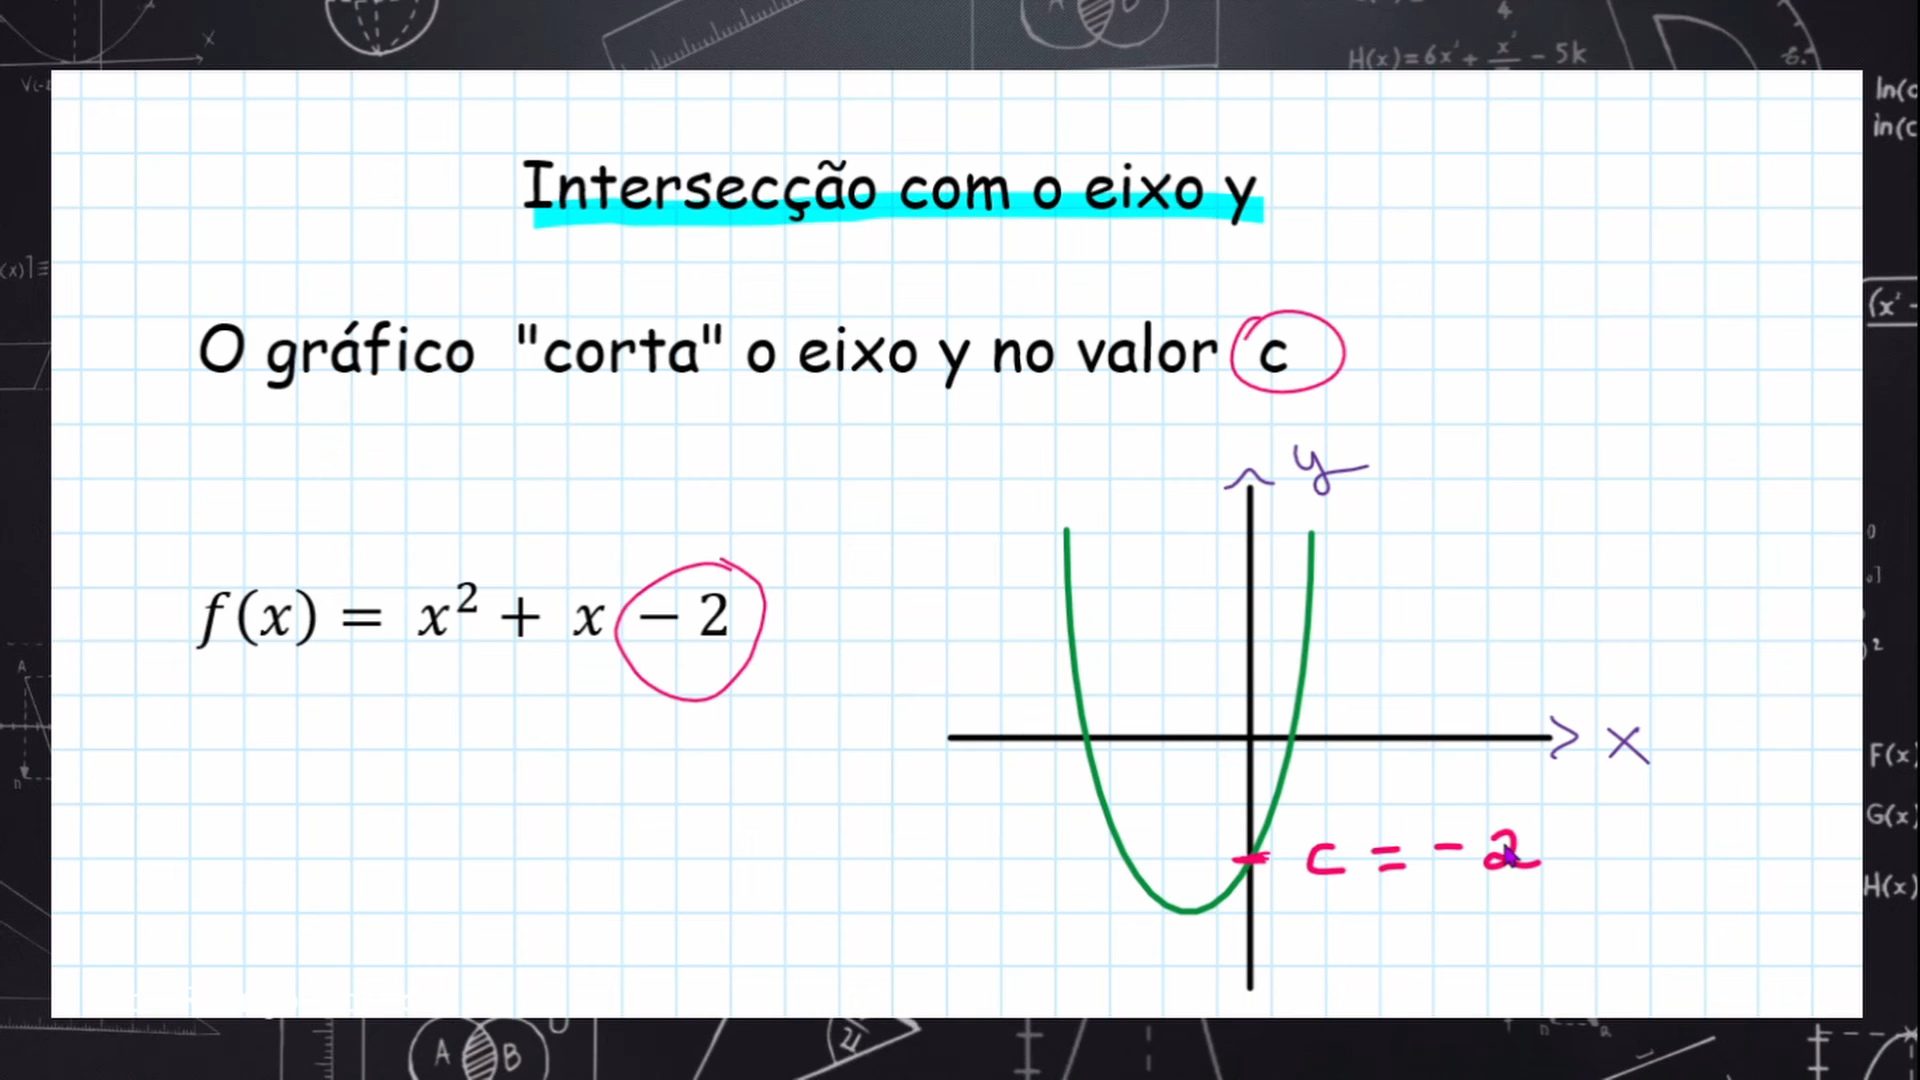 H(x)=6x² + x²/ - 5k
Intersecção com o eixo y
O gráfico "corta" o eixo y no valor c
y
f(x) = x² + x - 2
x
c = - 2
F(x)
G(x)
H(x)
A B